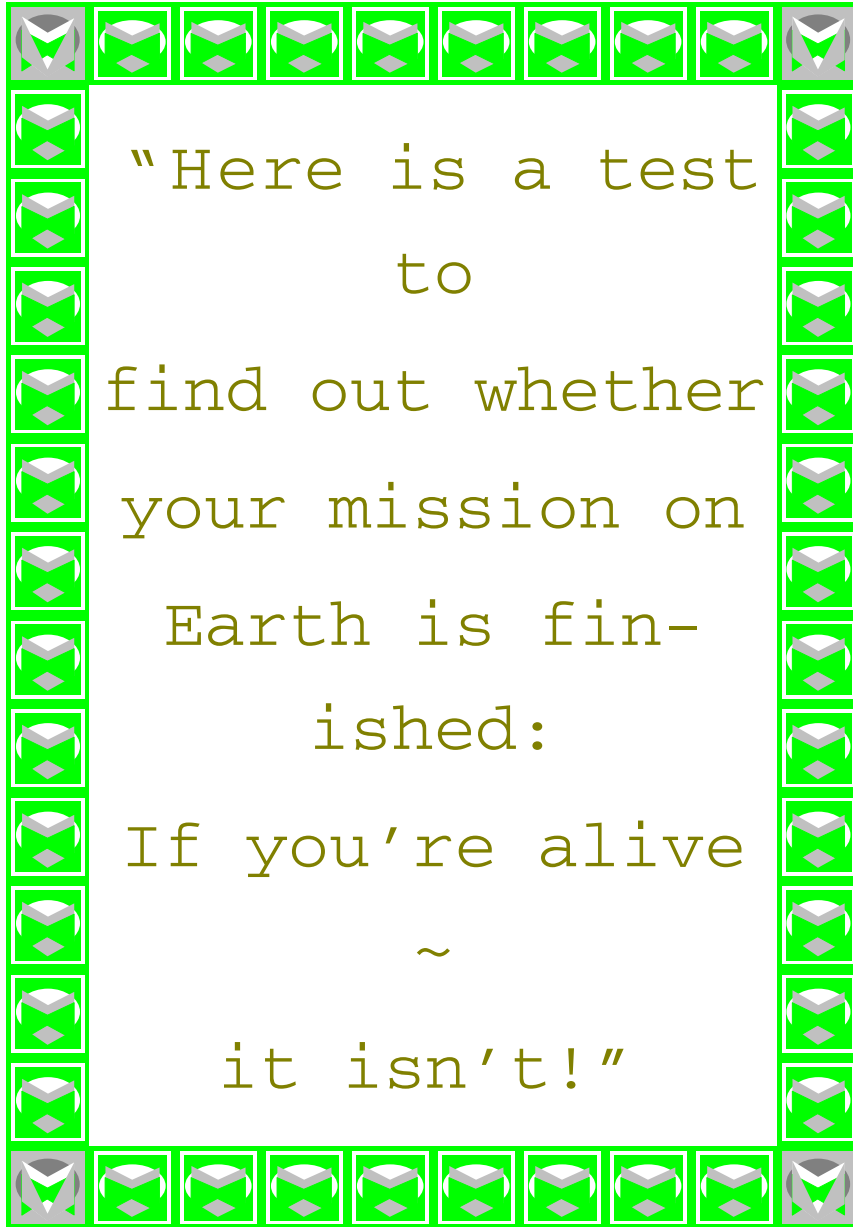 “Here is a test
to
find out whether
your mission on
Earth is fin-
ished:
If you’re alive
~
it isn’t!”